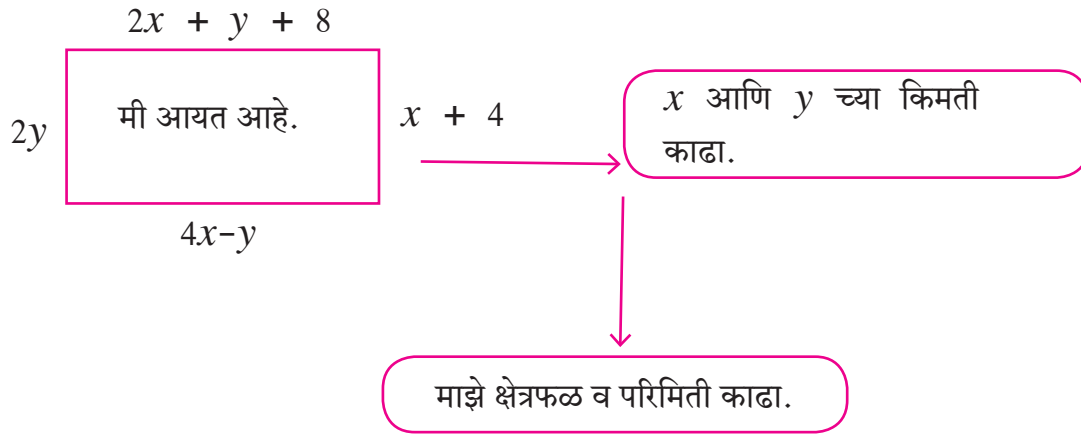 2x + y + 8
2y
मी आयत आहे.
x + 4
x आणि y च्या किमती
काढा.
4x-y
माझे क्षेत्रफळ व परिमिती काढा.